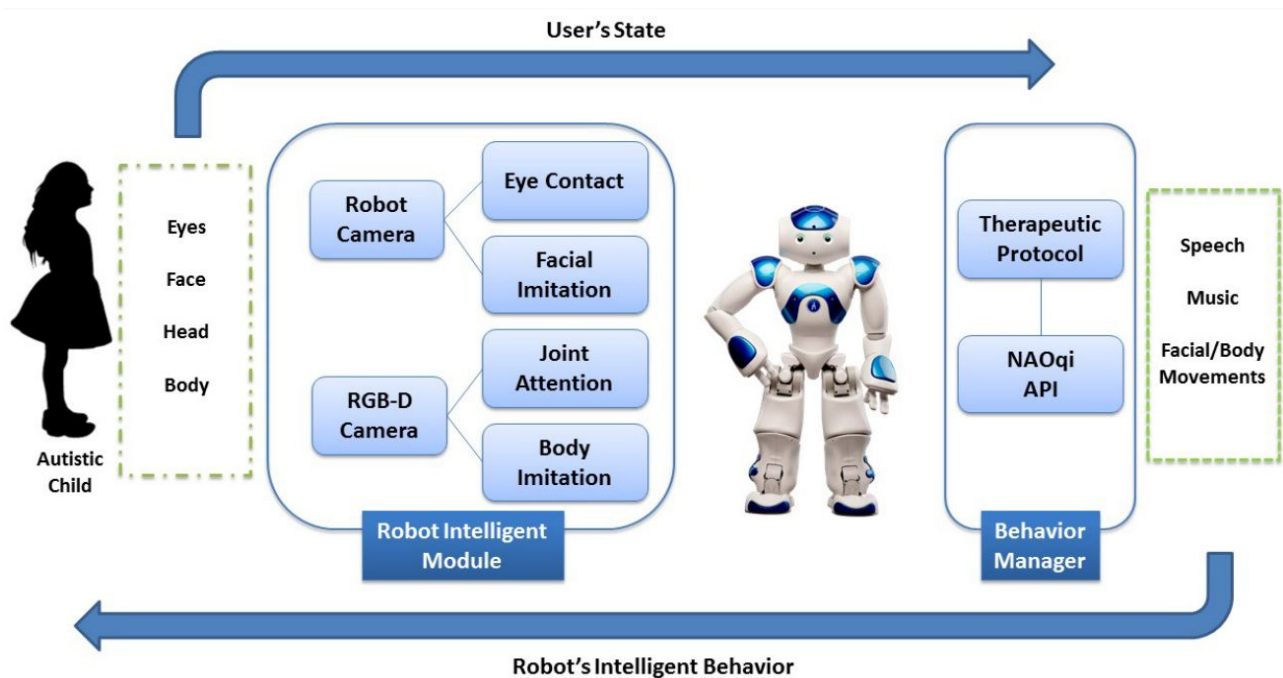 User's State
Eyes
Face
Head
Body
Autistic
Child
Robot
Camera
Eye Contact
Facial
Imitation
RGB-D
Camera
Joint
Attention
Body
Imitation
Robot Intelligent
Module
Therapeutic
Protocol
NAOqi
API
Behavior
Manager
Speech
Music
Facial/Body
Movements
Robot's Intelligent Behavior